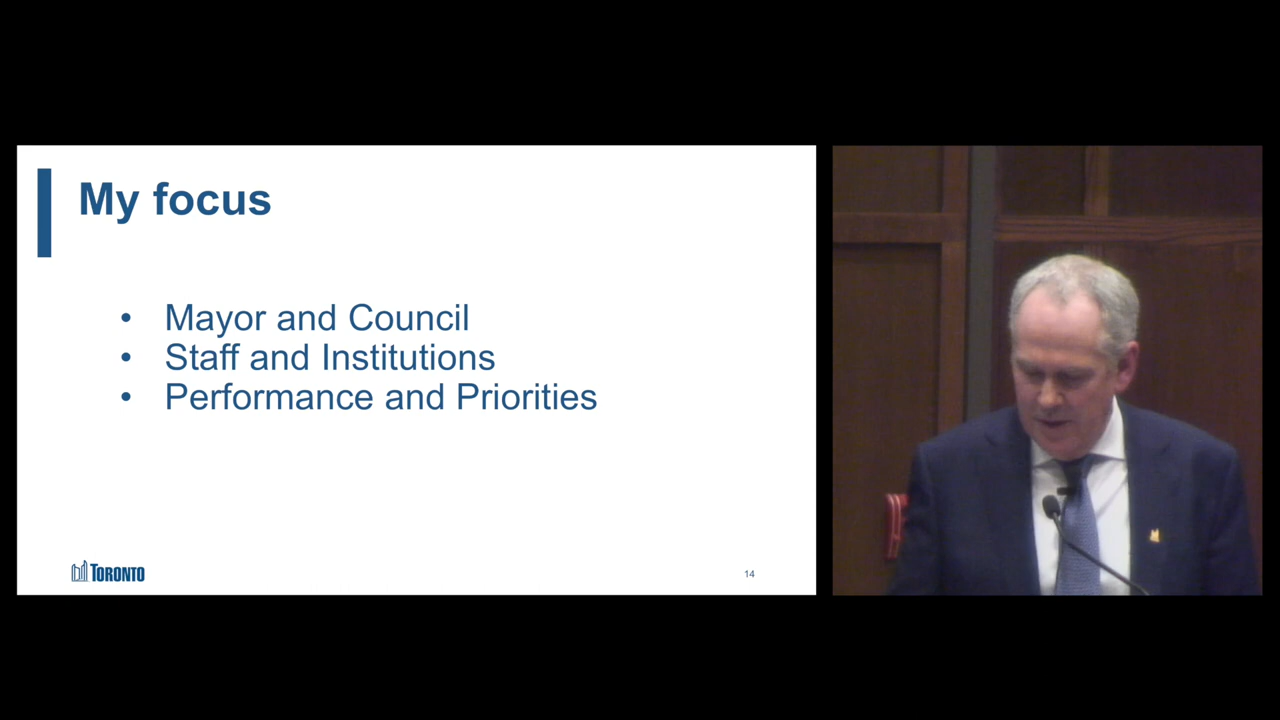 My focus
• Mayor and Council
• Staff and Institutions
• Performance and Priorities
TORONTO
14